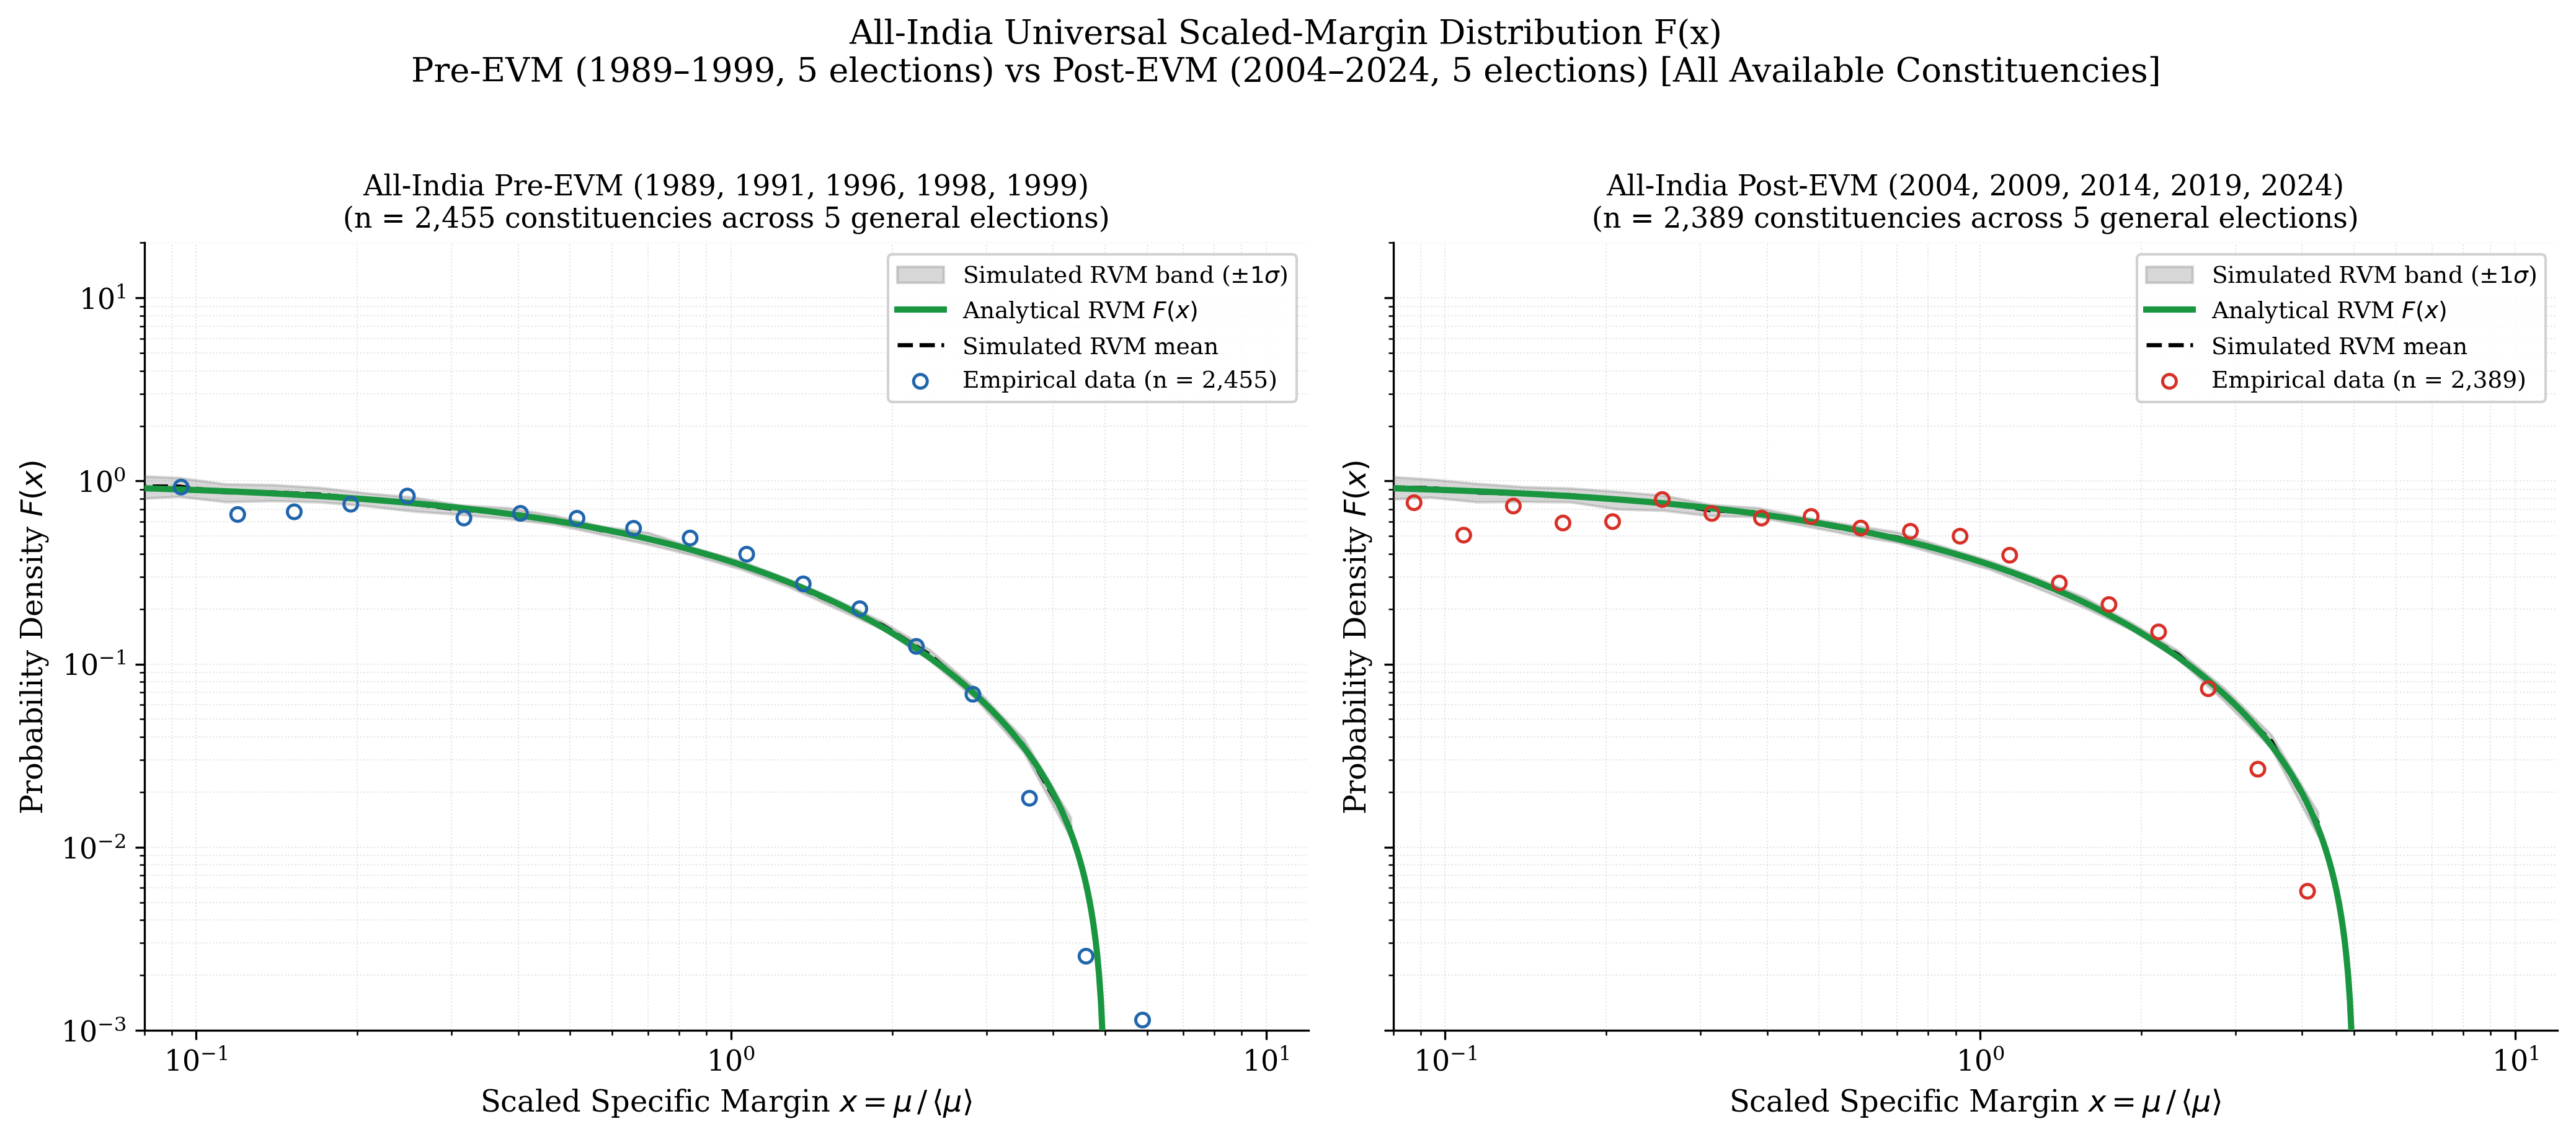 All-India Universal Scaled-Margin Distribution F(x)
Pre-EVM (1989–1999, 5 elections) vs Post-EVM (2004–2024, 5 elections) [All Available Constituencies]
All-India Pre-EVM (1989, 1991, 1996, 1998, 1999)
(n = 2,455 constituencies across 5 general elections)
Simulated RVM band (±1σ)
Analytical RVM F(x)
Simulated RVM mean
Empirical data (n = 2,455)
Probability Density F(x)
10¹
10⁰
10⁻¹
10⁻²
10⁻³
10⁻¹ 10⁰ 10¹
Scaled Specific Margin x = μ / ⟨μ⟩
All-India Post-EVM (2004, 2009, 2014, 2019, 2024)
(n = 2,389 constituencies across 5 general elections)
Simulated RVM band (±1σ)
Analytical RVM F(x)
Simulated RVM mean
Empirical data (n = 2,389)
Probability Density F(x)
10⁻¹ 10⁰ 10¹
Scaled Specific Margin x = μ / ⟨μ⟩